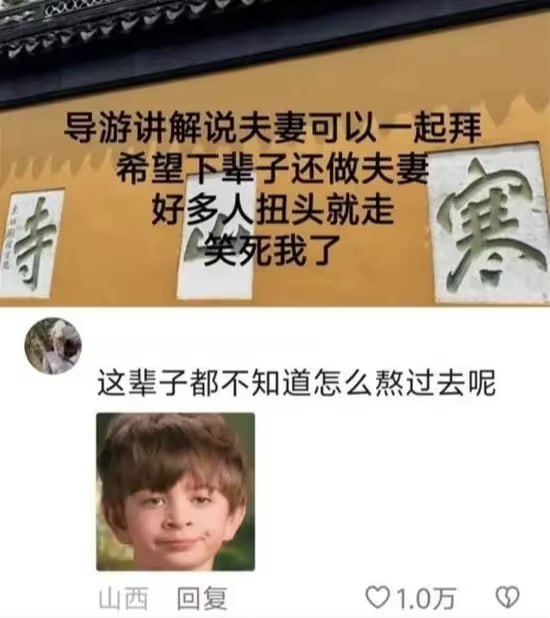 导游讲解说夫妻可以一起拜
希望下辈子还做夫妻
好多人扭头就走
笑死我了
寺 山 寒
这辈子都不知道怎么熬过去呢
山西 回复 1.0万